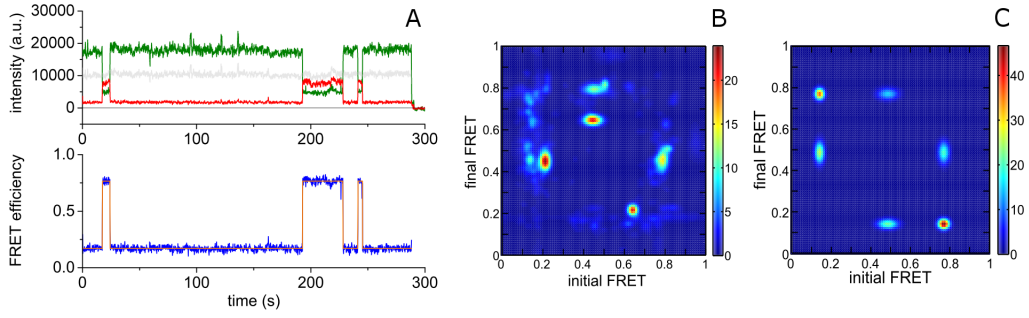 A
intensity (a.u.)
30000
20000
10000
0
0 100 200 300
FRET efficiency
1.0
0.5
0.0
0 100 200 300
time (s)
B
final FRET
1
0.8
0.6
0.4
0.2
0
0 0.2 0.4 0.6 0.8 1
initial FRET
20
15
10
5
0
C
final FRET
1
0.8
0.6
0.4
0.2
0
0 0.2 0.4 0.6 0.8 1
initial FRET
40
30
20
10
0